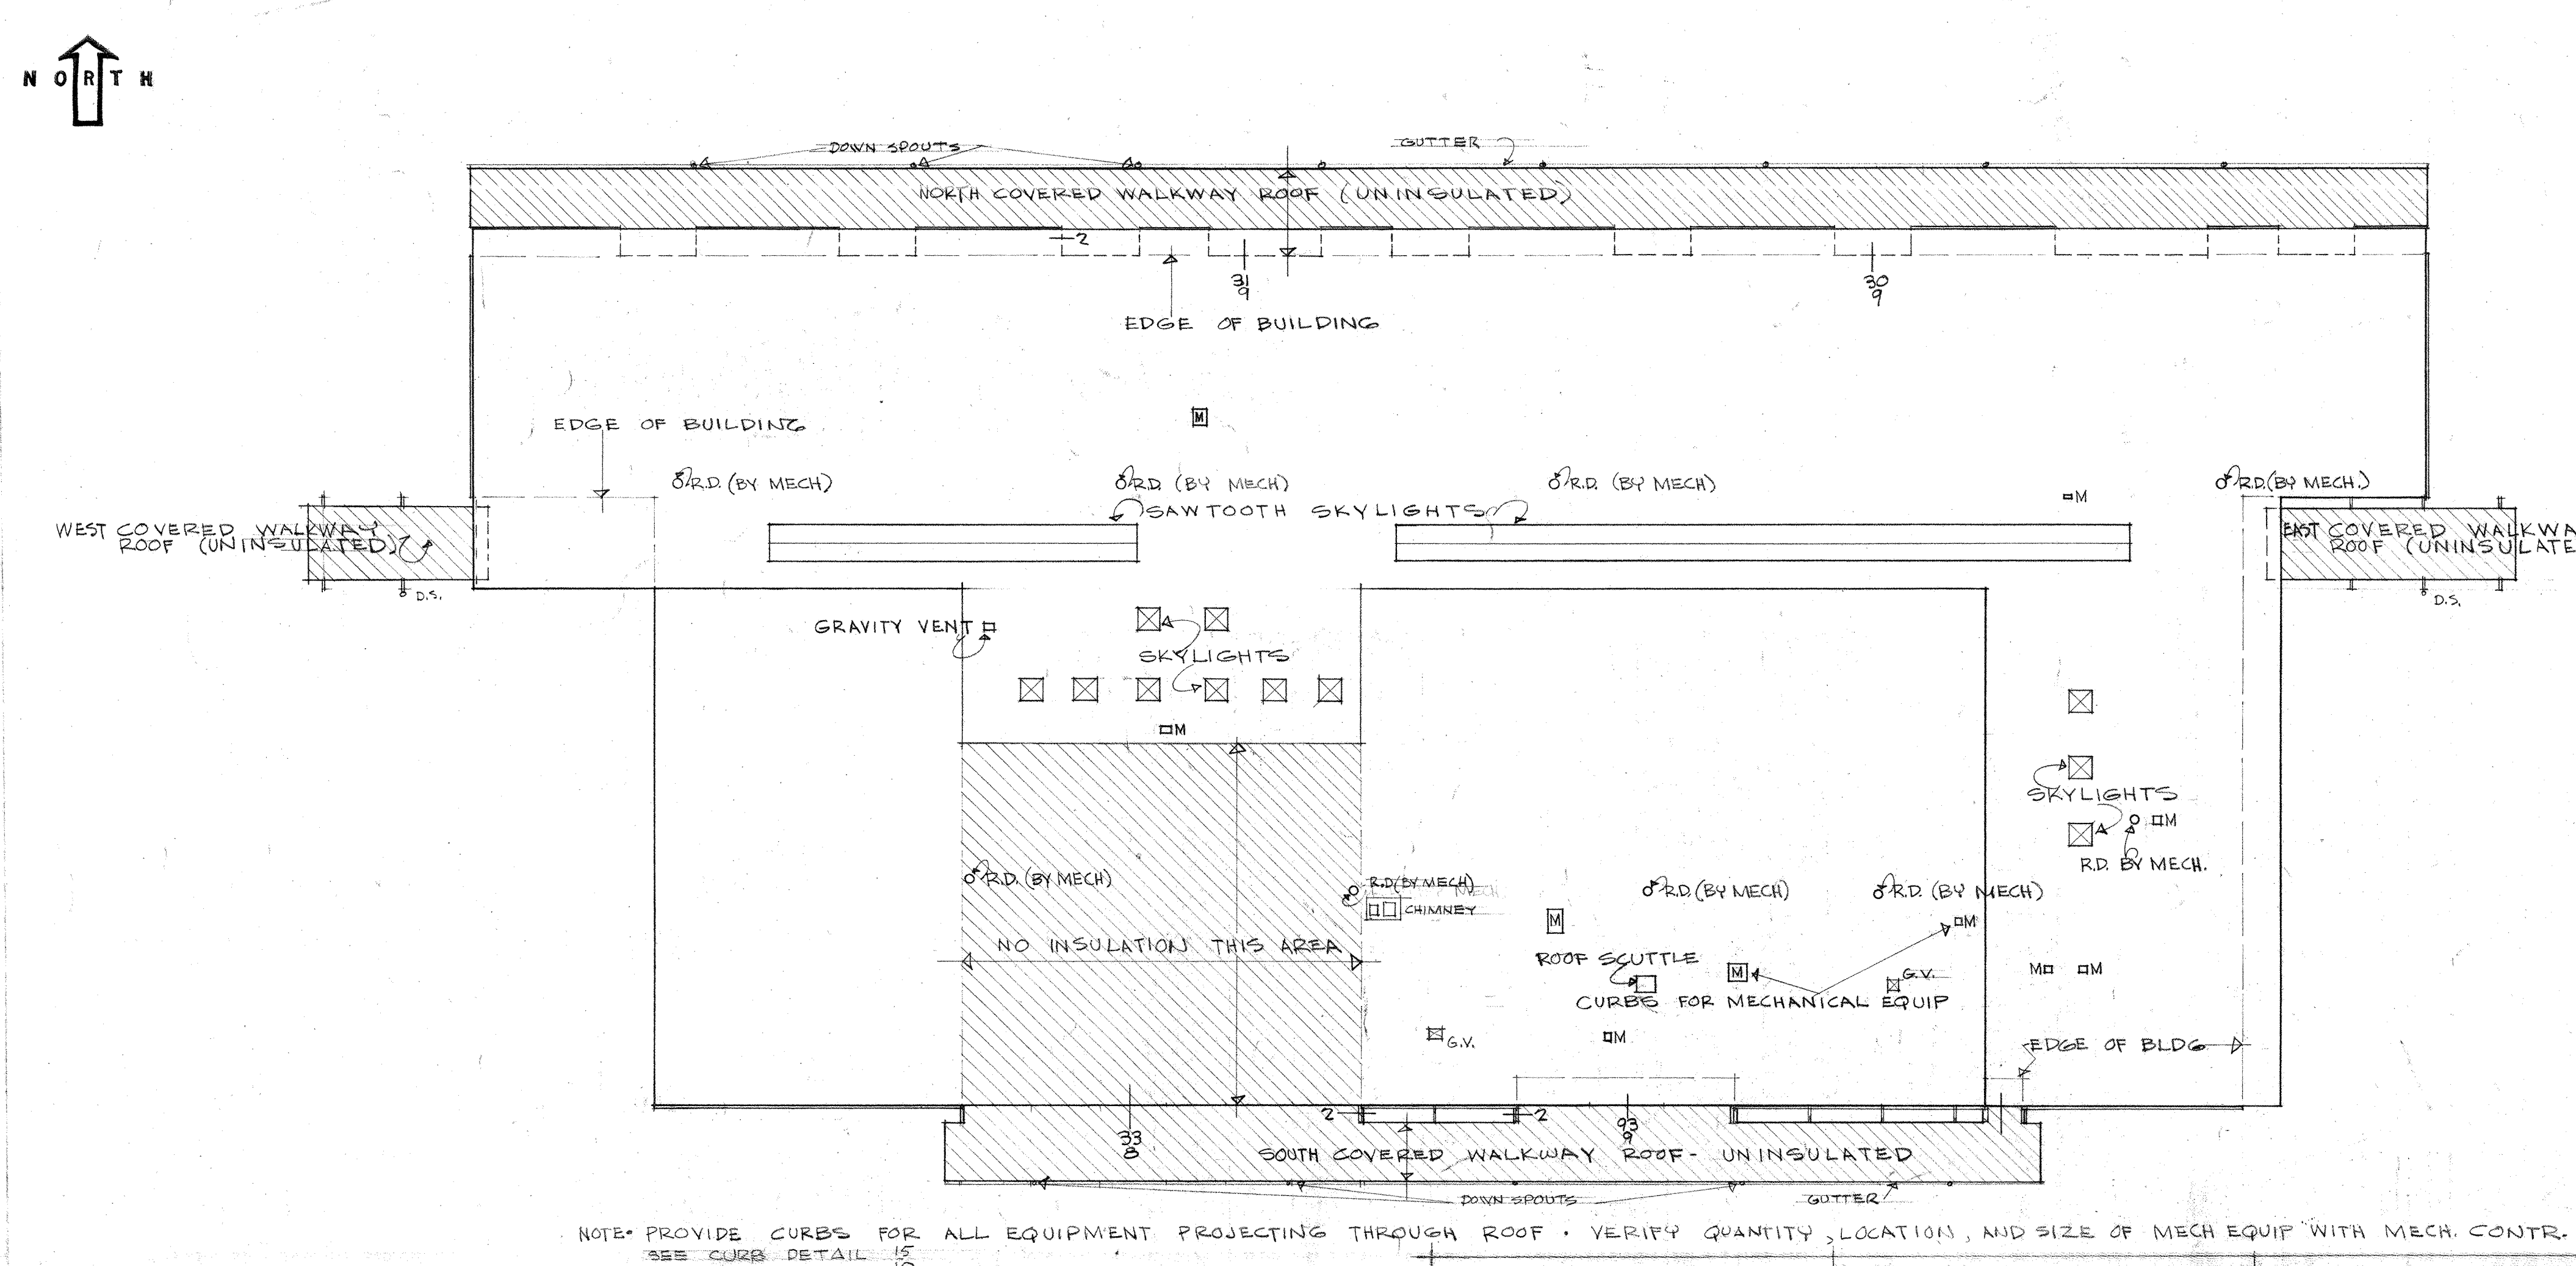 NORTH
DOWN SPOUTS
GUTTER
NORTH COVERED WALKWAY ROOF (UNINSULATED)
2
31
9
30
9
EDGE OF BUILDING
M
EDGE OF BUILDING
R.D. (BY MECH)
R.D. (BY MECH)
R.D. (BY MECH)
R.D. (BY MECH.)
M
SAWTOOTH SKYLIGHTS
WEST COVERED WALKWAY
ROOF (UNINSULATED)
EAST COVERED WALKWA
ROOF (UNINSULATE
D.S.
D.S.
GRAVITY VENT
SKYLIGHTS
M
SKYLIGHTS
M
R.D. BY MECH.
R.D. (BY MECH)
R.D (BY MECH)
CHIMNEY
R.D. (BY MECH)
R.D. (BY MECH)
M
M
NO INSULATION THIS AREA
ROOF SCUTTLE
M
G.V.
M
M
CURBS FOR MECHANICAL EQUIP
G.V.
M
EDGE OF BLDG
2
2
33
8
93
9
SOUTH COVERED WALKWAY ROOF- UNINSULATED
DOWN SPOUTS
GUTTER
NOTE• PROVIDE CURBS FOR ALL EQUIPMENT PROJECTING THROUGH ROOF • VERIFY QUANTITY, LOCATION, AND SIZE OF MECH EQUIP WITH MECH. CONTR.
SEE CURB DETAIL 15